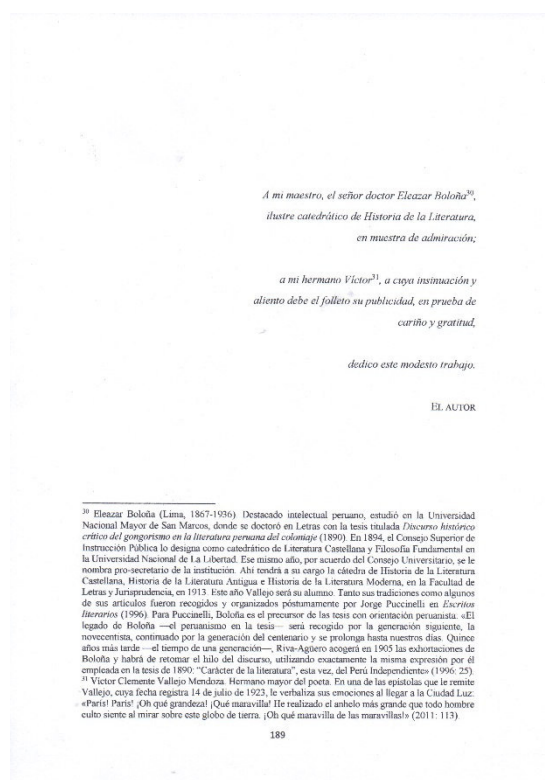 A mi maestro, el señor doctor Eleazar Boloña³⁰,
ilustre catedrático de Historia de la Literatura,
en muestra de admiración;
a mi hermano Víctor³¹, a cuya insinuación y
aliento debe el folleto su publicidad, en prueba de
cariño y gratitud,
dedico este modesto trabajo.
EL AUTOR
³⁰ Eleazar Boloña (Lima, 1867-1936). Destacado intelectual peruano, estudió en la Universidad
Nacional Mayor de San Marcos, donde se doctoró en Letras con la tesis titulada Discurso histórico
crítico del gongorismo en la literatura peruana del coloniaje (1890). En 1894, el Consejo Superior de
Instrucción Pública lo designa como catedrático de Literatura Castellana y Filosofía Fundamental en
la Universidad Nacional de La Libertad. Ese mismo año, por acuerdo del Consejo Universitario, se le
nombra pro-secretario de la institución. Ahí tendrá a su cargo la cátedra de Historia de la Literatura
Castellana, Historia de la Literatura Antigua e Historia de la Literatura Moderna, en la Facultad de
Letras y Jurisprudencia, en 1913. Este año Vallejo será su alumno. Tanto sus tradiciones como algunos
de sus artículos fueron recogidos y organizados póstumamente por Jorge Puccinelli en Escritos
literarios (1996). Para Puccinelli, Boloña es el precursor de las tesis con orientación peruanista: «El
legado de Boloña —el peruanismo en la tesis— será recogido por la generación siguiente, la
novecentista, continuado por la generación del centenario y se prolonga hasta nuestros días. Quince
años más tarde —el tiempo de una generación—, Riva-Agüero acogerá en 1905 las exhortaciones de
Boloña y habrá de retomar el hilo del discurso, utilizando exactamente la misma expresión por él
empleada en la tesis de 1890: “Carácter de la literatura”, esta vez, del Perú Independiente» (1996: 25).
³¹ Víctor Clemente Vallejo Mendoza. Hermano mayor del poeta. En una de las epístolas que le remite
Vallejo, cuya fecha registra 14 de julio de 1923, le verbaliza sus emociones al llegar a la Ciudad Luz:
«París! París! ¡Oh qué grandeza! ¡Qué maravilla! He realizado el anhelo más grande que todo hombre
culto siente al mirar sobre este globo de tierra. ¡Oh qué maravilla de las maravillas!» (2011: 113).
189